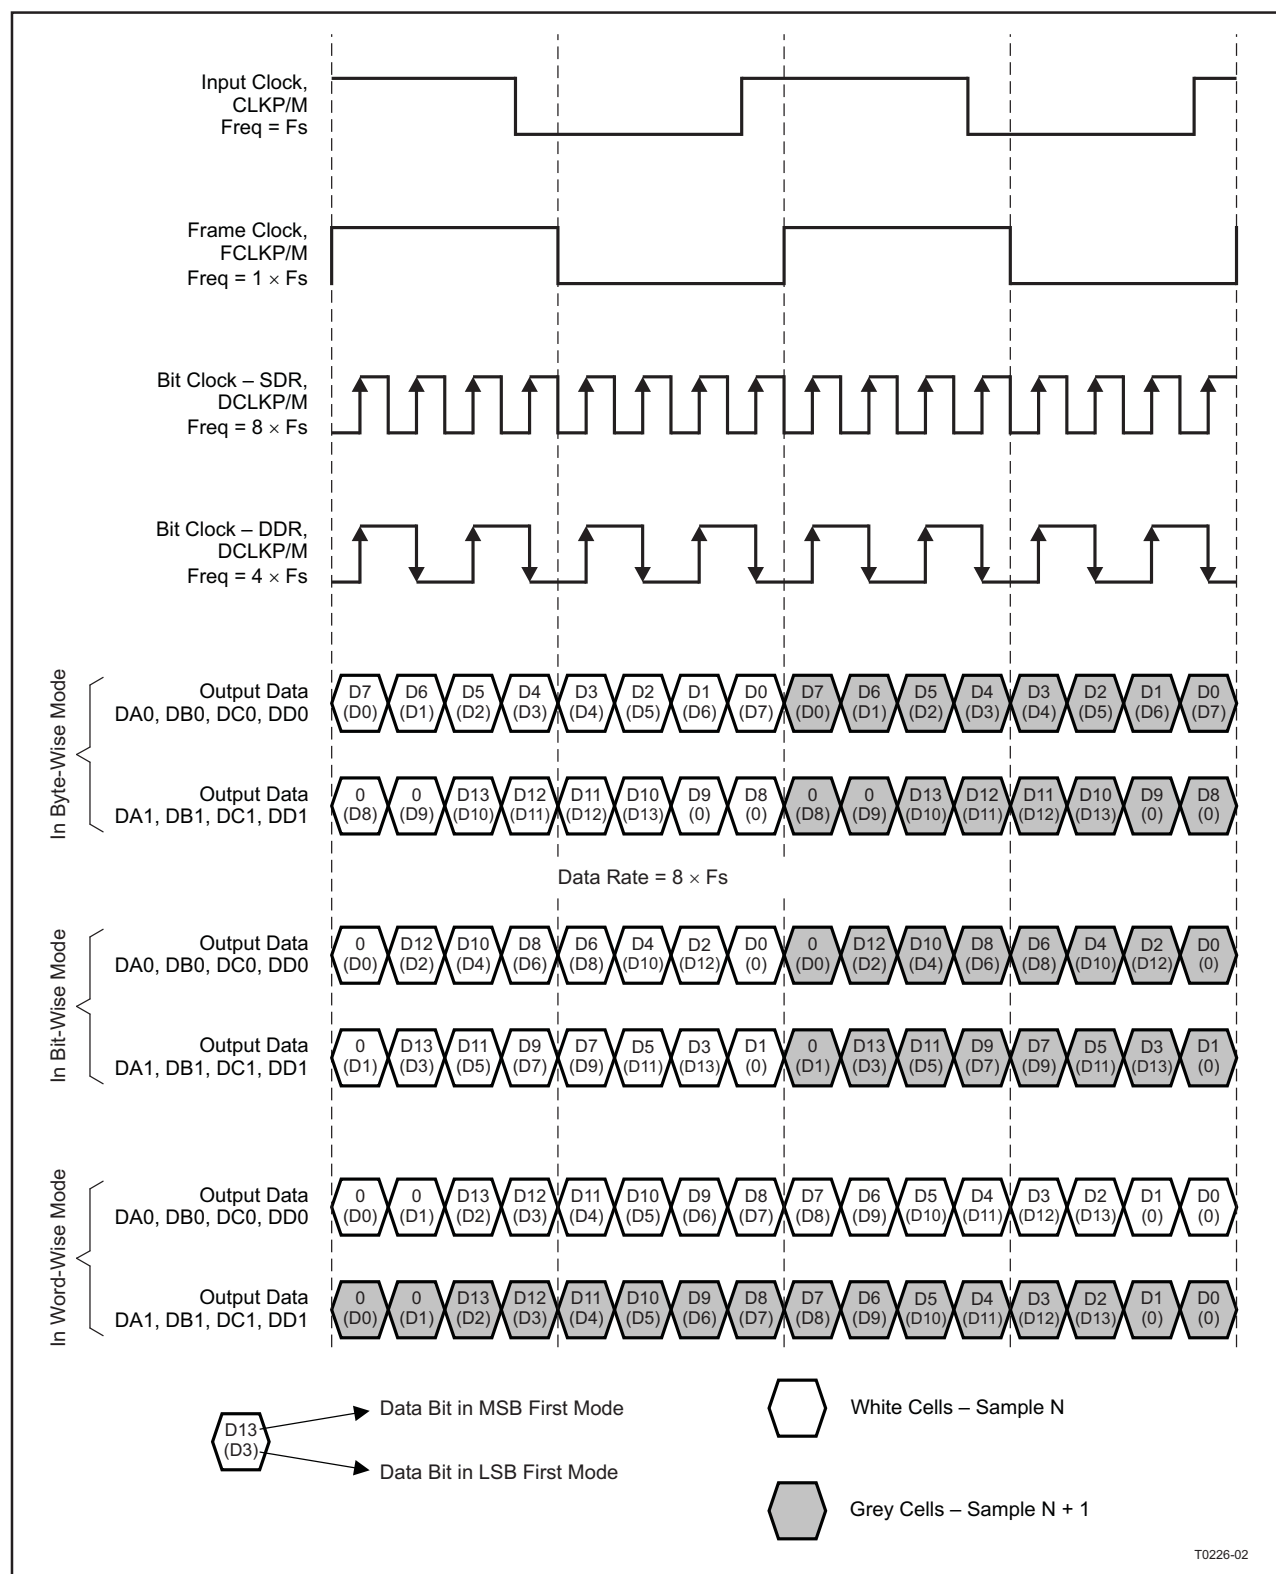 Input Clock,
CLKP/M
Freq = Fs
Frame Clock,
FCLKP/M
Freq = 1 × Fs
Bit Clock – SDR,
DCLKP/M
Freq = 8 × Fs
Bit Clock – DDR,
DCLKP/M
Freq = 4 × Fs
In Byte-Wise Mode
Output Data
DA0, DB0, DC0, DD0
D7 D6 D5 D4 D3 D2 D1 D0 D7 D6 D5 D4 D3 D2 D1 D0
(D0) (D1) (D2) (D3) (D4) (D5) (D6) (D7) (D0) (D1) (D2) (D3) (D4) (D5) (D6) (D7)
Output Data
DA1, DB1, DC1, DD1
0 0 D13 D12 D11 D10 D9 D8 0 0 D13 D12 D11 D10 D9 D8
(D8) (D9) (D10) (D11) (D12) (D13) (0) (0) (D8) (D9) (D10) (D11) (D12) (D13) (0) (0)
Data Rate = 8 × Fs
In Bit-Wise Mode
Output Data
DA0, DB0, DC0, DD0
0 D12 D10 D8 D6 D4 D2 D0 0 D12 D10 D8 D6 D4 D2 D0
(D0) (D2) (D4) (D6) (D8) (D10) (D12) (0) (D0) (D2) (D4) (D6) (D8) (D10) (D12) (0)
Output Data
DA1, DB1, DC1, DD1
0 D13 D11 D9 D7 D5 D3 D1 0 D13 D11 D9 D7 D5 D3 D1
(D1) (D3) (D5) (D7) (D9) (D11) (D13) (0) (D1) (D3) (D5) (D7) (D9) (D11) (D13) (0)
In Word-Wise Mode
Output Data
DA0, DB0, DC0, DD0
0 0 D13 D12 D11 D10 D9 D8 D7 D6 D5 D4 D3 D2 D1 D0
(D0) (D1) (D2) (D3) (D4) (D5) (D6) (D7) (D8) (D9) (D10) (D11) (D12) (D13) (0) (0)
Output Data
DA1, DB1, DC1, DD1
0 0 D13 D12 D11 D10 D9 D8 D7 D6 D5 D4 D3 D2 D1 D0
(D0) (D1) (D2) (D3) (D4) (D5) (D6) (D7) (D8) (D9) (D10) (D11) (D12) (D13) (0) (0)
D13
(D3)
Data Bit in MSB First Mode
Data Bit in LSB First Mode
White Cells – Sample N
Grey Cells – Sample N + 1
T0226-02